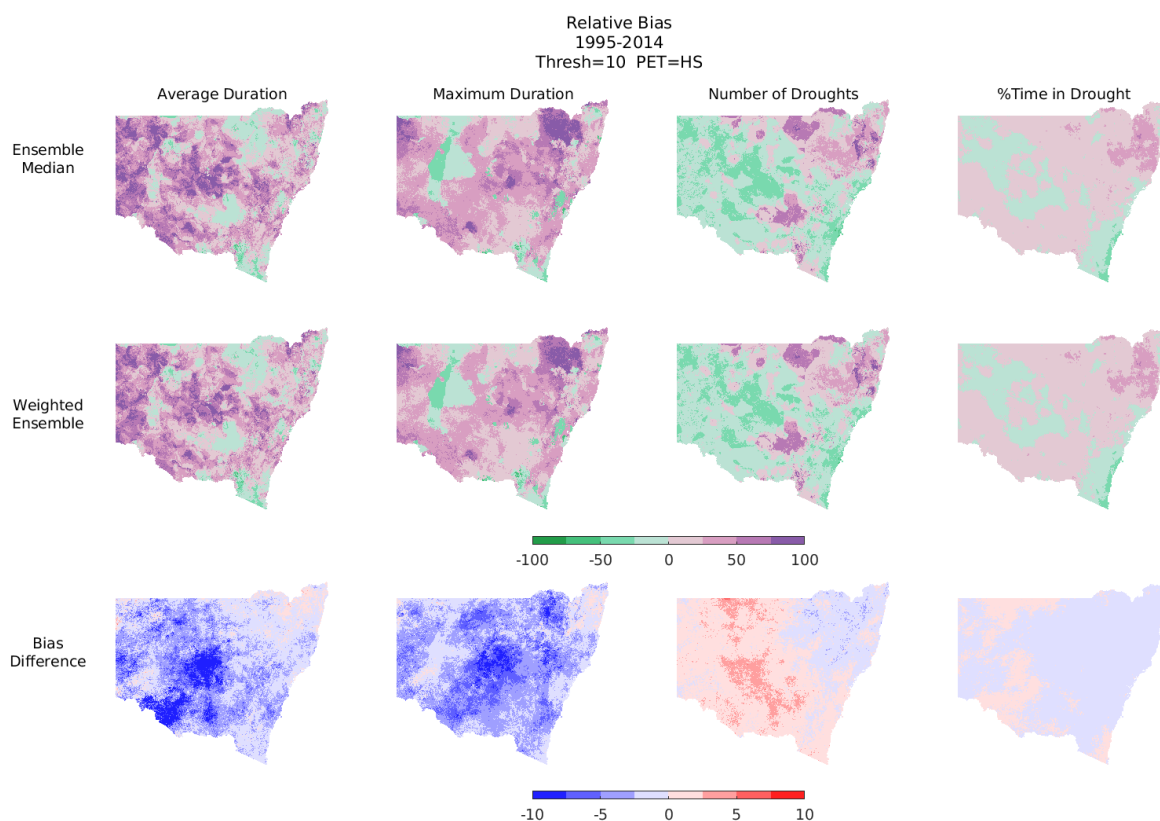 Relative Bias
1995-2014
Thresh=10 PET=HS
Average Duration
Maximum Duration
Number of Droughts
%Time in Drought
Ensemble
Median
Weighted
Ensemble
-100
-50
0
50
100
Bias
Difference
-10
-5
0
5
10